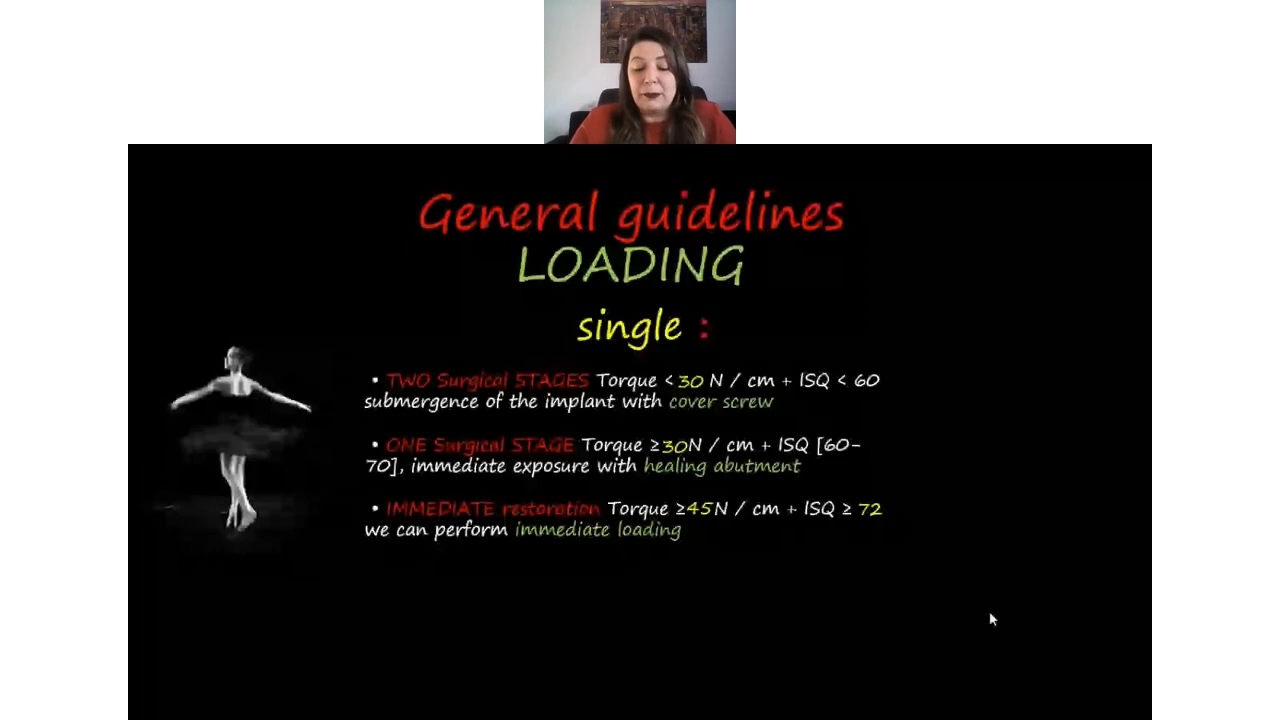 General guidelines
LOADING
single :
• TWO Surgical STAGES Torque < 30 N / cm + ISQ < 60
submergence of the implant with cover screw
• ONE Surgical STAGE Torque ≥30N / cm + ISQ [60-
70], immediate exposure with healing abutment
• IMMEDIATE restoration Torque ≥45N / cm + ISQ ≥ 72
we can perform immediate loading